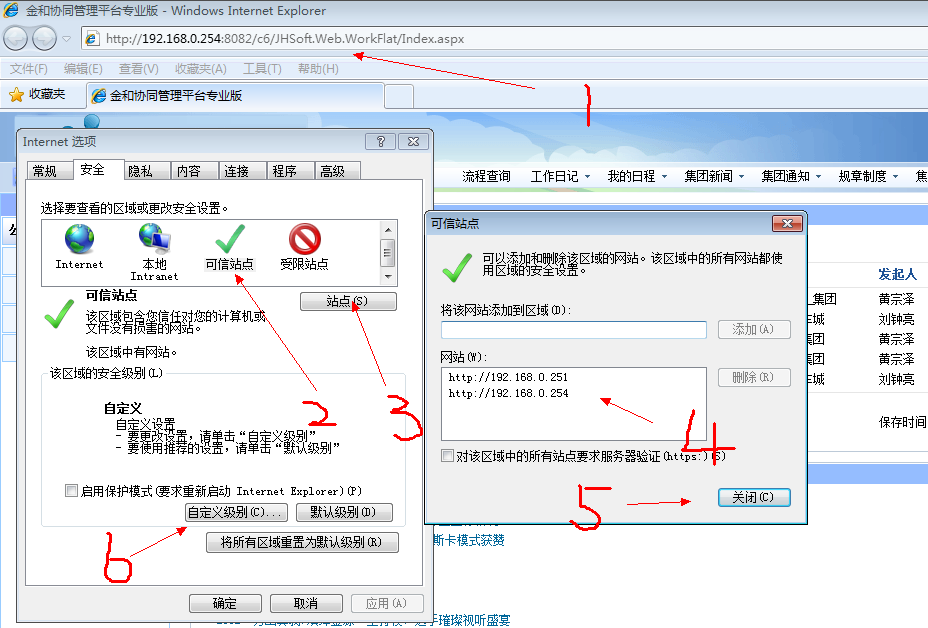 金和协同管理平台专业版 - Windows Internet Explorer
http://192.168.0.254:8082/c6/JHSoft.Web.WorkFlat/Index.aspx
文件(F) 编辑(E) 查看(V) 收藏夹(A) 工具(T) 帮助(H)
收藏夹 金和协同管理平台专业版
1
Internet 选项
常规 安全 隐私 内容 连接 程序 高级
选择要查看的区域或更改安全设置。
Internet
本地
Intranet
可信站点
受限站点
可信站点
站点(S)
该区域包含您信任对您的计算机或
文件没有损害的网站。
该区域中有网站。
该区域的安全级别(L)
自定义
自定义设置
- 要更改设置，请单击“自定义级别”
- 要使用推荐的设置，请单击“默认级别”
启用保护模式(要求重新启动 Internet Explorer)(P)
自定义级别(C)... 默认级别(D)
将所有区域重置为默认级别(R)
确定 取消 应用(A)
2
3
6
流程查询 工作日记 我的日程 集团新闻 集团通知 规章制度
可信站点
可以添加和删除该区域的网站。该区域中的所有网站都使
用区域的安全设置。
将该网站添加到区域(D):
添加(A)
网站(W):
http://192.168.0.251
http://192.168.0.254
删除(R)
对该区域中的所有站点要求服务器验证(https:)(S)
关闭(C)
4
5
发起人
集团 黄宗泽
城 刘钟亮
集团 黄宗泽
集团 黄宗泽
城 刘钟亮
保存时间
斯卡模式获赞
手璀璨视听盛宴